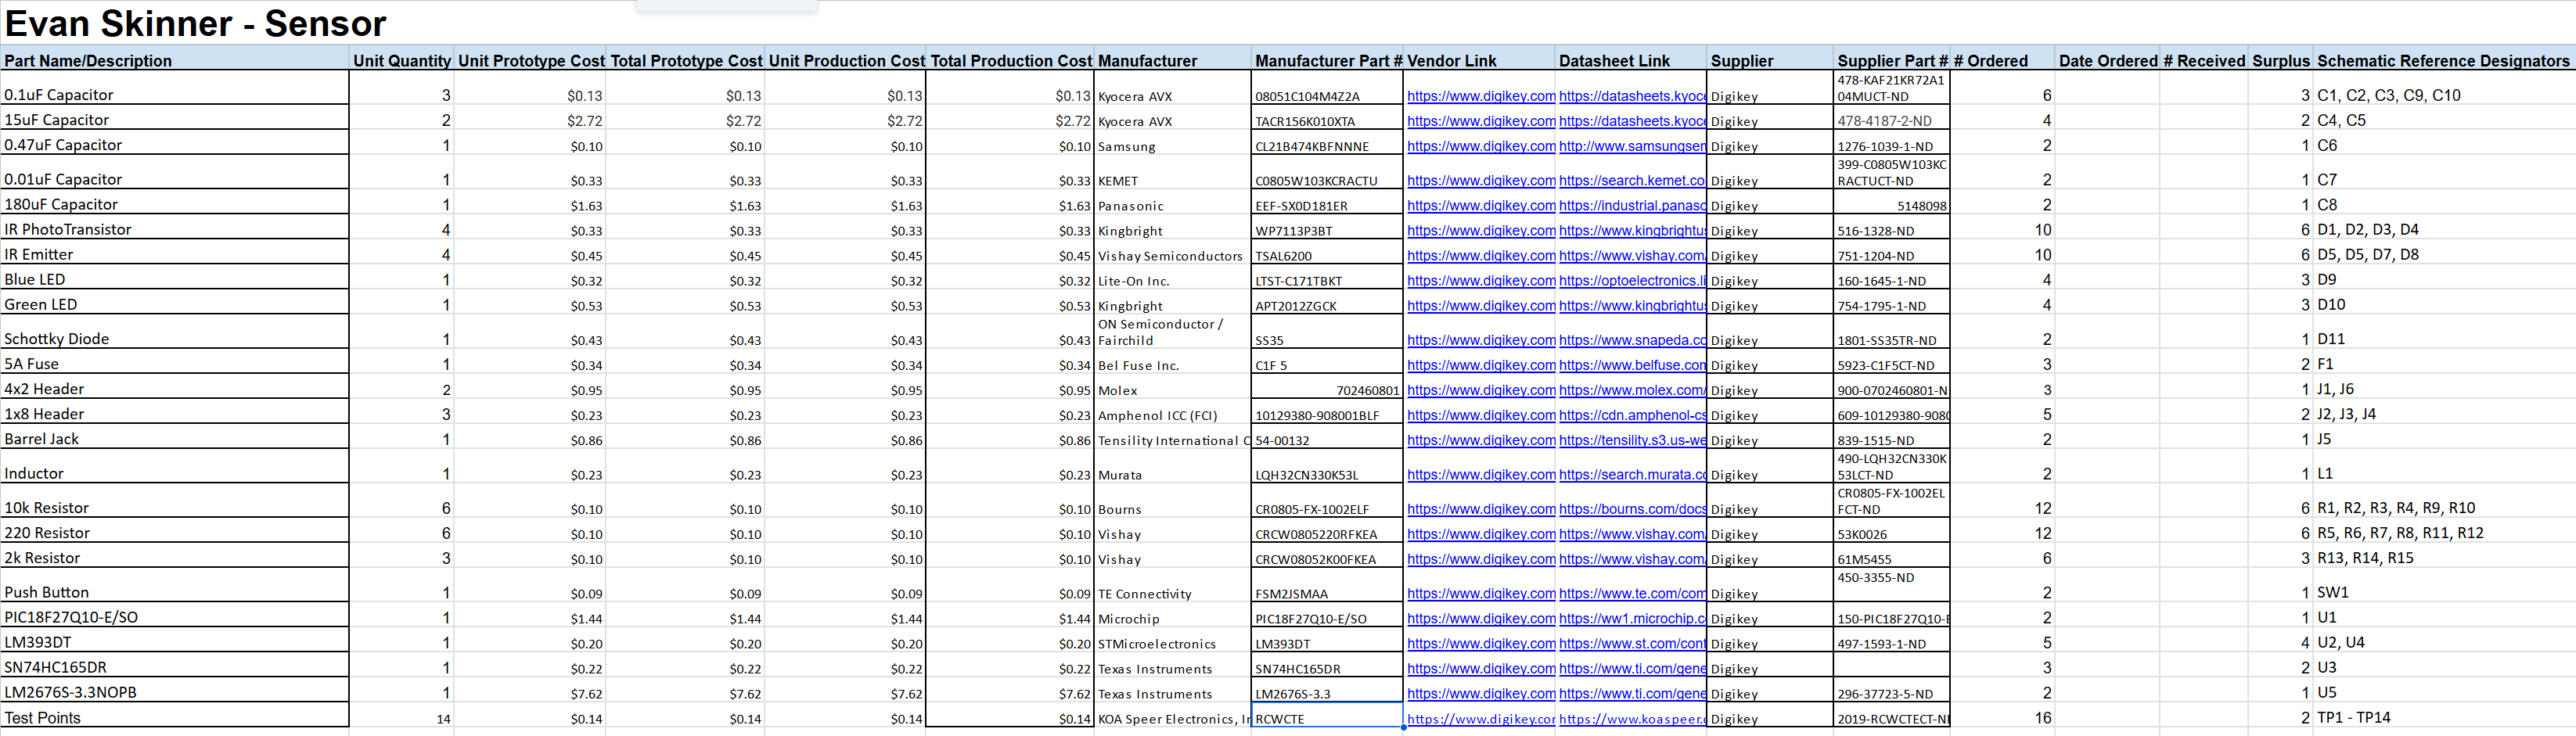 Evan Skinner - Sensor
Part Name/Description Unit Quantity Unit Prototype Cost Total Prototype Cost Unit Production Cost Total Production Cost Manufacturer Manufacturer Part # Vendor Link Datasheet Link Supplier Supplier Part # # Ordered Date Ordered # Received Surplus Schematic Reference Designators
0.1uF Capacitor 3 $0.13 $0.13 $0.13 $0.13 Kyocera AVX 08051C104M4Z2A https://www.digikey.com https://datasheets.kyoce Digikey 478-KAF21KR72A1
04MUCT-ND 6 3 C1, C2, C3, C9, C10
15uF Capacitor 2 $2.72 $2.72 $2.72 $2.72 Kyocera AVX TACR156K010XTA https://www.digikey.com https://datasheets.kyoce Digikey 478-4187-2-ND 4 2 C4, C5
0.47uF Capacitor 1 $0.10 $0.10 $0.10 $0.10 Samsung CL21B474KBFNNNE https://www.digikey.com http://www.samsungsen Digikey 1276-1039-1-ND 2 1 C6
0.01uF Capacitor 1 $0.33 $0.33 $0.33 $0.33 KEMET C0805W103KCRACTU https://www.digikey.com https://search.kemet.co Digikey 399-C0805W103KC
RACTUCT-ND 2 1 C7
180uF Capacitor 1 $1.63 $1.63 $1.63 $1.63 Panasonic EEF-SX0D181ER https://www.digikey.com https://industrial.panaso Digikey 5148098 2 1 C8
IR PhotoTransistor 4 $0.33 $0.33 $0.33 $0.33 Kingbright WP7113P3BT https://www.digikey.com https://www.kingbrightus Digikey 516-1328-ND 10 6 D1, D2, D3, D4
IR Emitter 4 $0.45 $0.45 $0.45 $0.45 Vishay Semiconductors TSAL6200 https://www.digikey.com https://www.vishay.com/ Digikey 751-1204-ND 10 6 D5, D5, D7, D8
Blue LED 1 $0.32 $0.32 $0.32 $0.32 Lite-On Inc. LTST-C171TBKT https://www.digikey.com https://optoelectronics.li Digikey 160-1645-1-ND 4 3 D9
Green LED 1 $0.53 $0.53 $0.53 $0.53 Kingbright APT2012ZGCK https://www.digikey.com https://www.kingbrightus Digikey 754-1795-1-ND 4 3 D10
Schottky Diode 1 $0.43 $0.43 $0.43 $0.43 ON Semiconductor /
Fairchild SS35 https://www.digikey.com https://www.snapeda.co Digikey 1801-SS35TR-ND 2 1 D11
5A Fuse 1 $0.34 $0.34 $0.34 $0.34 Bel Fuse Inc. C1F 5 https://www.digikey.com https://www.belfuse.com Digikey 5923-C1F5CT-ND 3 2 F1
4x2 Header 2 $0.95 $0.95 $0.95 $0.95 Molex 702460801 https://www.digikey.com https://www.molex.com/ Digikey 900-0702460801-N 3 1 J1, J6
1x8 Header 3 $0.23 $0.23 $0.23 $0.23 Amphenol ICC (FCI) 10129380-908001BLF https://www.digikey.com https://cdn.amphenol-cs Digikey 609-10129380-9080 5 2 J2, J3, J4
Barrel Jack 1 $0.86 $0.86 $0.86 $0.86 Tensility International C 54-00132 https://www.digikey.com https://tensility.s3.us-we Digikey 839-1515-ND 2 1 J5
Inductor 1 $0.23 $0.23 $0.23 $0.23 Murata LQH32CN330K53L https://www.digikey.com https://search.murata.co Digikey 490-LQH32CN330K
53LCT-ND 2 1 L1
10k Resistor 6 $0.10 $0.10 $0.10 $0.10 Bourns CR0805-FX-1002ELF https://www.digikey.com https://bourns.com/docs Digikey CR0805-FX-1002EL
FCT-ND 12 6 R1, R2, R3, R4, R9, R10
220 Resistor 6 $0.10 $0.10 $0.10 $0.10 Vishay CRCW0805220RFKEA https://www.digikey.com https://www.vishay.com/ Digikey 53K0026 12 6 R5, R6, R7, R8, R11, R12
2k Resistor 3 $0.10 $0.10 $0.10 $0.10 Vishay CRCW08052K00FKEA https://www.digikey.com https://www.vishay.com/ Digikey 61M5455 6 3 R13, R14, R15
Push Button 1 $0.09 $0.09 $0.09 $0.09 TE Connectivity FSM2JSMAA https://www.digikey.com https://www.te.com/com Digikey 450-3355-ND 2 1 SW1
PIC18F27Q10-E/SO 1 $1.44 $1.44 $1.44 $1.44 Microchip PIC18F27Q10-E/SO https://www.digikey.com https://ww1.microchip.c Digikey 150-PIC18F27Q10-E 2 1 U1
LM393DT 1 $0.20 $0.20 $0.20 $0.20 STMicroelectronics LM393DT https://www.digikey.com https://www.st.com/cont Digikey 497-1593-1-ND 5 4 U2, U4
SN74HC165DR 1 $0.22 $0.22 $0.22 $0.22 Texas Instruments SN74HC165DR https://www.digikey.com https://www.ti.com/gene Digikey 3 2 U3
LM2676S-3.3NOPB 1 $7.62 $7.62 $7.62 $7.62 Texas Instruments LM2676S-3.3 https://www.digikey.com https://www.ti.com/gene Digikey 296-37723-5-ND 2 1 U5
Test Points 14 $0.14 $0.14 $0.14 $0.14 KOA Speer Electronics, In RCWCTE https://www.digikey.cor https://www.koaspeer.c Digikey 2019-RCWCTECT-NI 16 2 TP1 - TP14